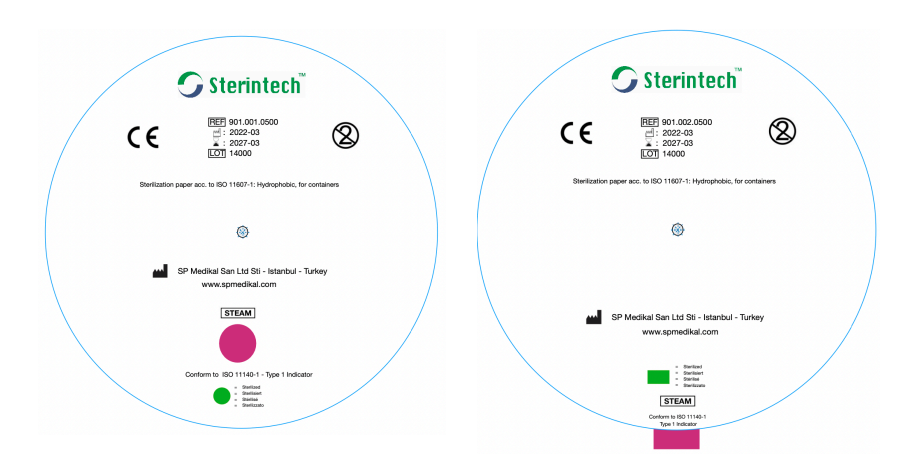 Sterintech™
CE
REF 901.001.0500
: 2022-03
: 2027-03
LOT 14000
2
Sterilization paper acc. to ISO 11607-1: Hydrophobic, for containers
SP Medikal San Ltd Sti - Istanbul - Turkey
www.spmedikal.com
STEAM
Conform to ISO 11140-1 - Type 1 Indicator
= Sterilized
= Sterilisiert
= Stérilisé
= Sterilizzato
Sterintech™
CE
REF 901.002.0500
: 2022-03
: 2027-03
LOT 14000
2
Sterilization paper acc. to ISO 11607-1: Hydrophobic, for containers
SP Medikal San Ltd Sti - Istanbul - Turkey
www.spmedikal.com
= Sterilized
= Sterilisiert
= Stérilisé
= Sterilizzato
STEAM
Conform to ISO 11140-1
Type 1 Indicator